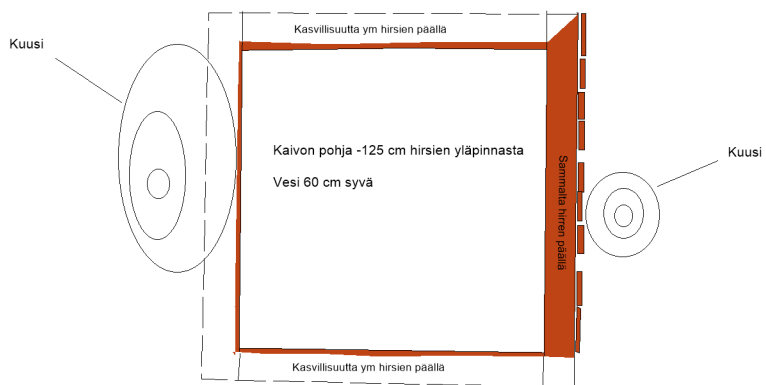 Kasvillisuutta ym hirsien päällä
Kuusi
Kaivon pohja -125 cm hirsien yläpinnasta
Vesi 60 cm syvä
Sammalta hirren päällä
Kuusi
Kasvillisuutta ym hirsien päällä